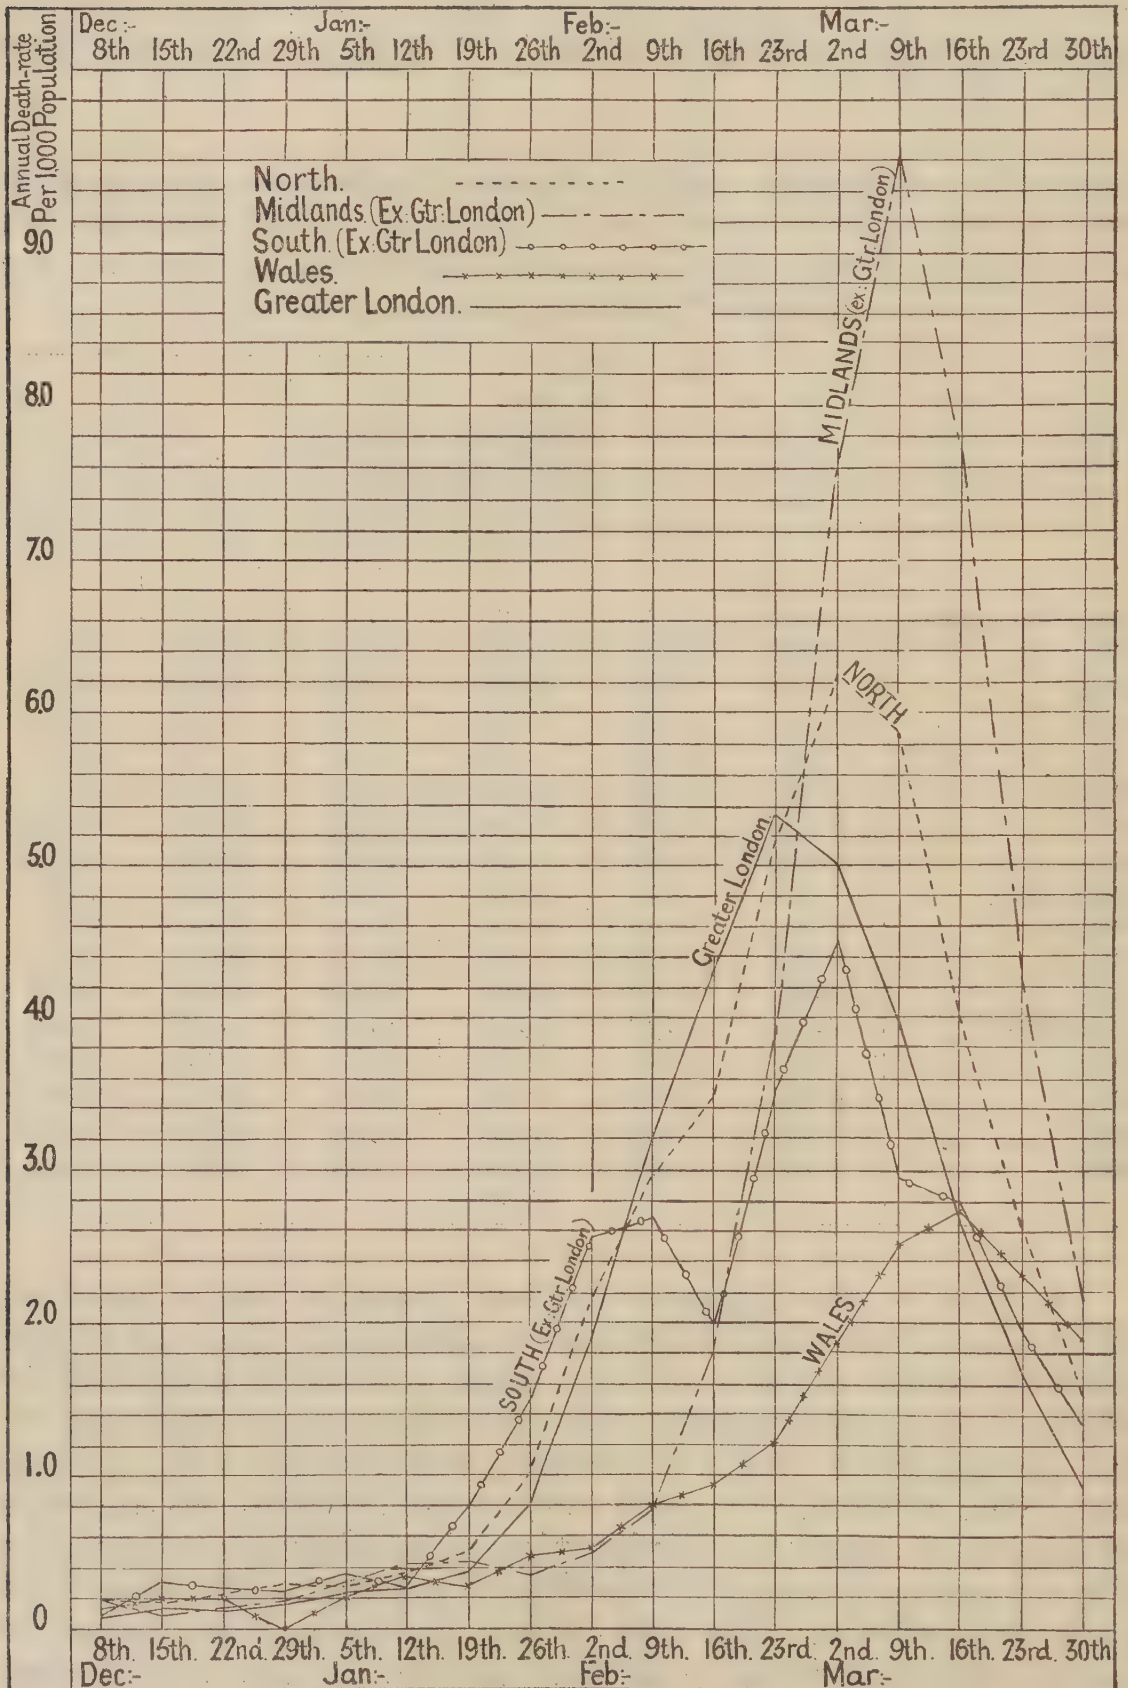 Dec:- Jan:- Feb:- Mar:-
8th 15th 22nd 29th 5th 12th 19th 26th 2nd 9th 16th 23rd 2nd 9th 16th 23rd 30th
Annual Death-rate
Per 1,000 Population
North.
Midlands.(Ex:Gtr:London)
South.(Ex:Gtr London)
Wales.
Greater London.
9.0
8.0
7.0
6.0
5.0
4.0
3.0
2.0
1.0
0
MIDLANDS (ex: Gtr: London)
NORTH
Greater London
SOUTH (Ex: Gtr London)
WALES
8th. 15th. 22nd. 29th. 5th. 12th. 19th. 26th. 2nd. 9th. 16th. 23rd. 2nd. 9th. 16th. 23rd. 30th
Dec:- Jan:- Feb:- Mar:-